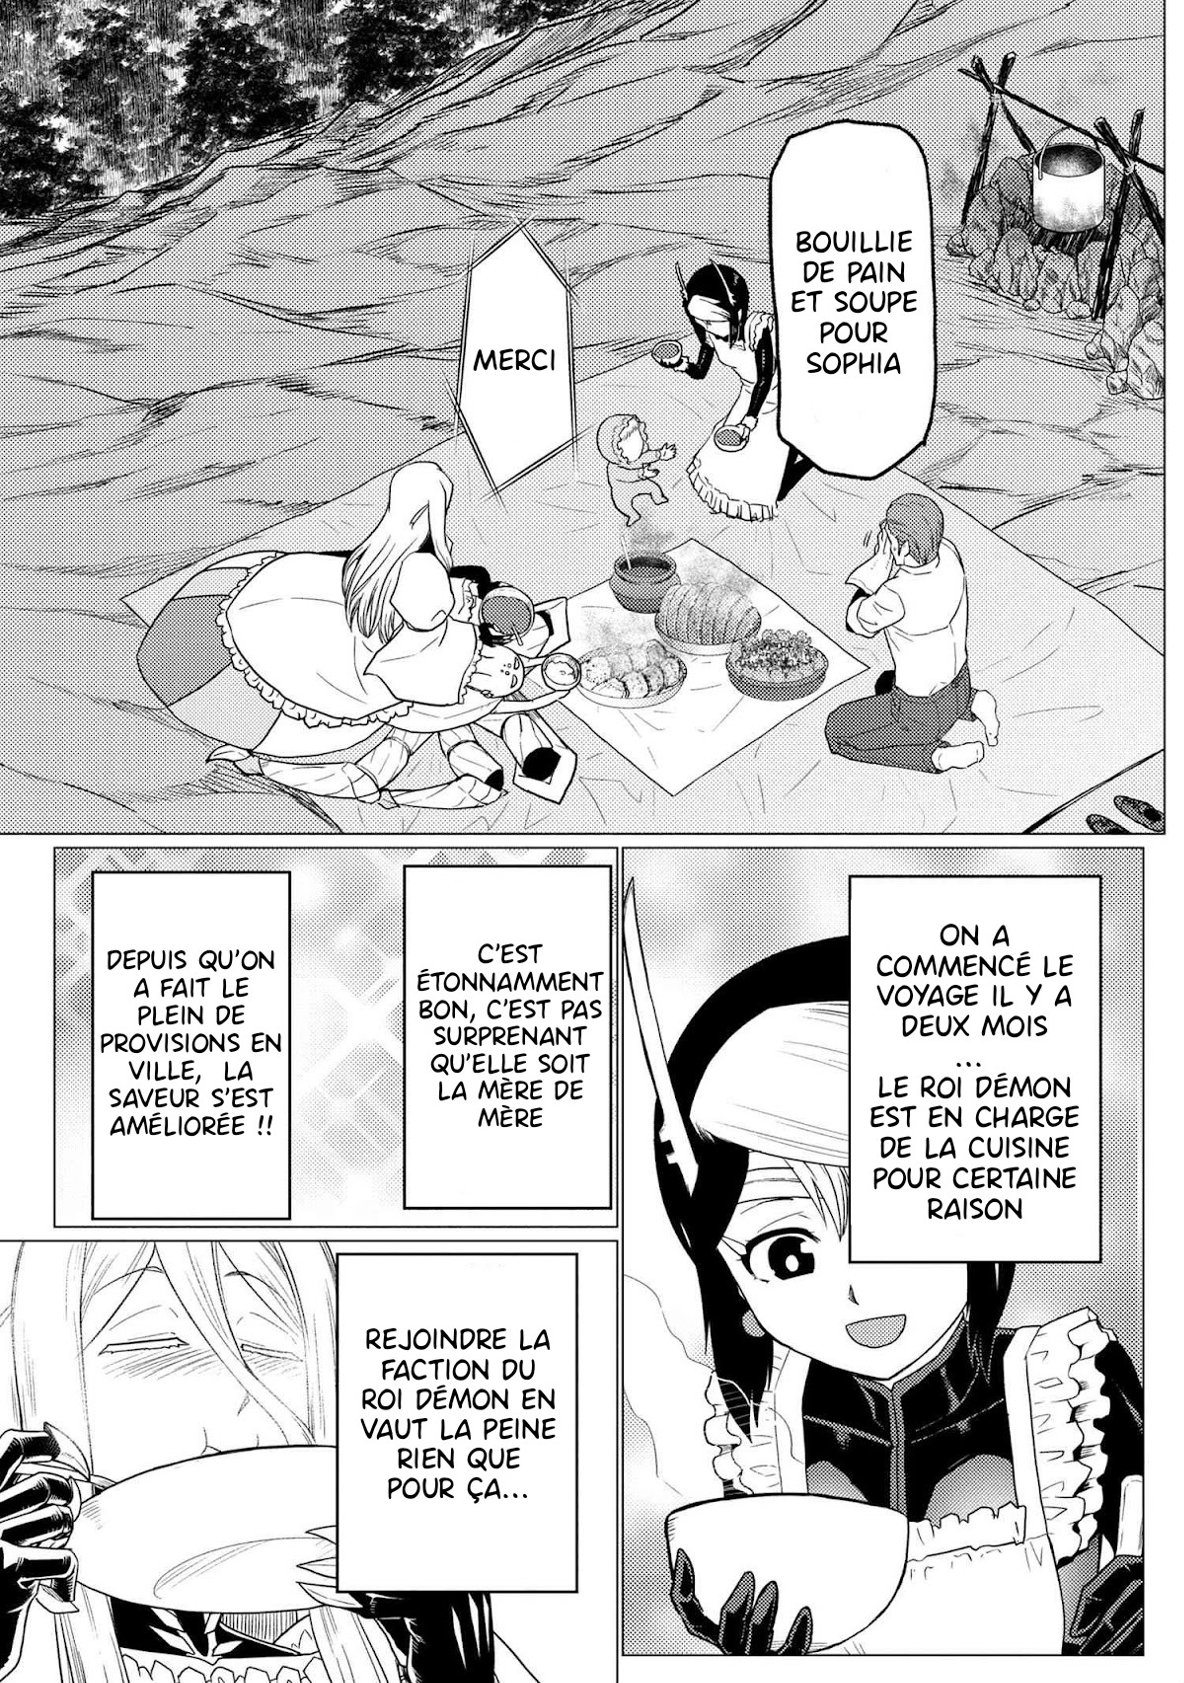 BOUILLIE
DE PAIN
ET SOUPE
POUR
SOPHIA
MERCI
ON A
COMMENCÉ LE
VOYAGE IL Y A
DEUX MOIS
...
LE ROI DÉMON
EST EN CHARGE
DE LA CUISINE
POUR CERTAINE
RAISON
C'EST
ÉTONNAMMENT
BON, C'EST PAS
SURPRENANT
QU'ELLE SOIT
LA MÈRE DE
MÈRE
DEPUIS QU'ON
A FAIT LE
PLEIN DE
PROVISIONS EN
VILLE, LA
SAVEUR S'EST
AMÉLIORÉE !!
REJOINDRE LA
FACTION DU
ROI DÉMON EN
VAUT LA PEINE
RIEN QUE
POUR ÇA...